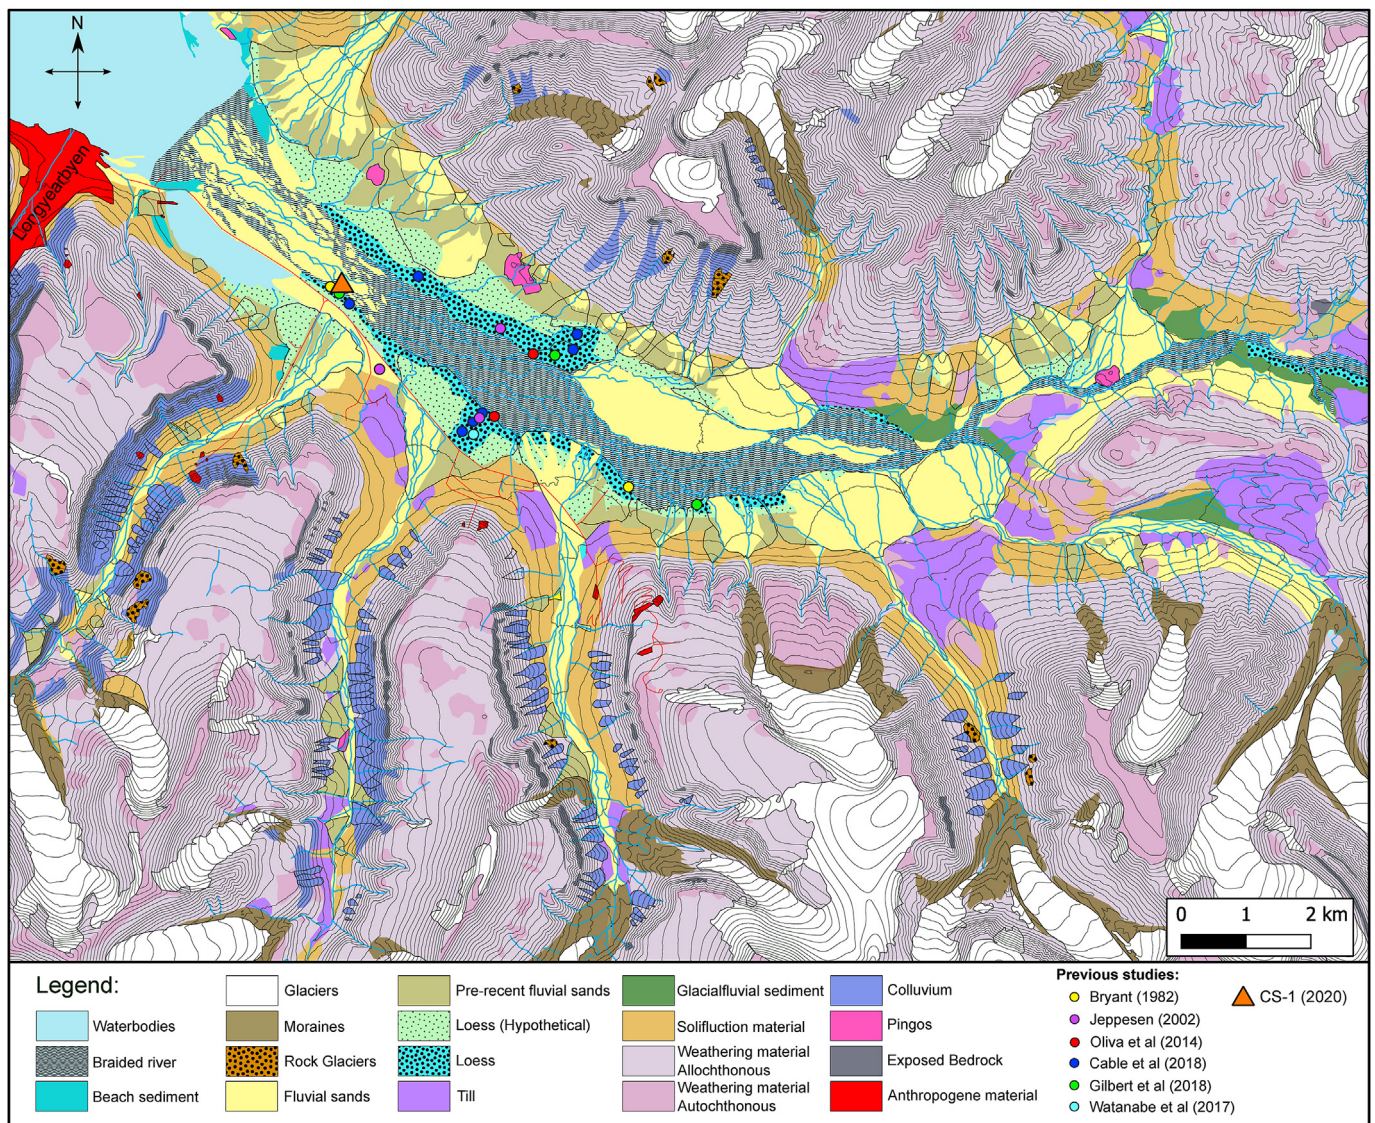 N
Longyearbyen
0 1 2 km
Legend:
Waterbodies
Braided river
Beach sediment
Glaciers
Moraines
Rock Glaciers
Fluvial sands
Pre-recent fluvial sands
Loess (Hypothetical)
Loess
Till
Glacialfluvial sediment
Solifluction material
Weathering material
Allochthonous
Weathering material
Autochthonous
Colluvium
Pingos
Exposed Bedrock
Anthropogene material
Previous studies:
Bryant (1982)
Jeppesen (2002)
Oliva et al (2014)
Cable et al (2018)
Gilbert et al (2018)
Watanabe et al (2017)
CS-1 (2020)